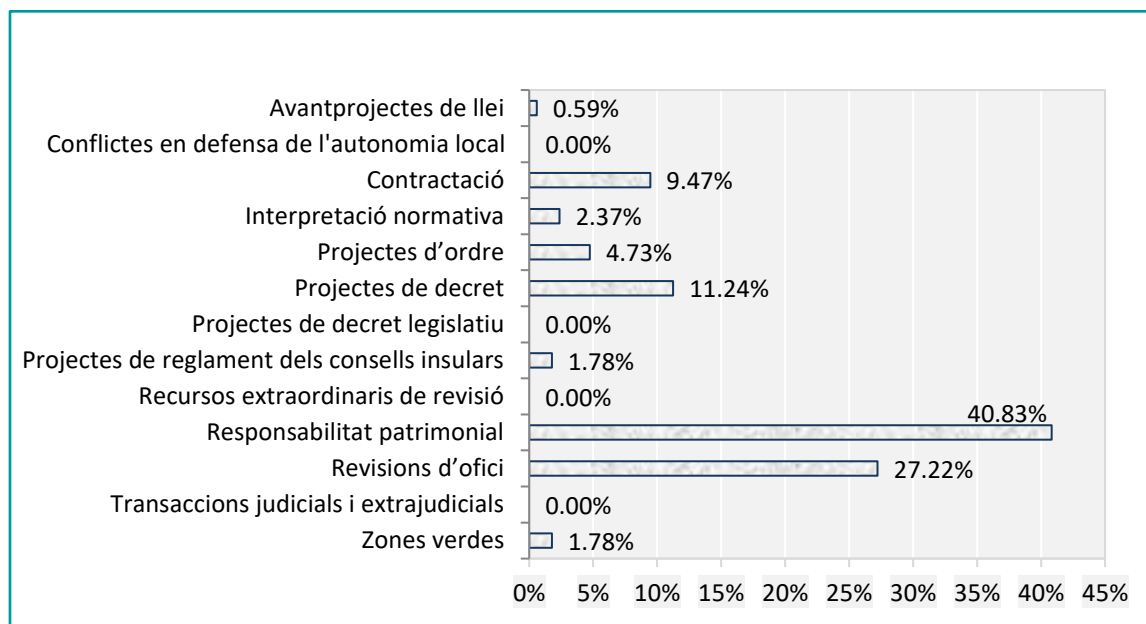 Avantprojectes de llei 0.59%
Conflictes en defensa de l'autonomia local 0.00%
Contractació 9.47%
Interpretació normativa 2.37%
Projectes d’ordre 4.73%
Projectes de decret 11.24%
Projectes de decret legislatiu 0.00%
Projectes de reglament dels consells insulars 1.78%
Recursos extraordinaris de revisió 0.00%
Responsabilitat patrimonial 40.83%
Revisions d’ofici 27.22%
Transaccions judicials i extrajudicials 0.00%
Zones verdes 1.78%
0% 5% 10% 15% 20% 25% 30% 35% 40% 45%